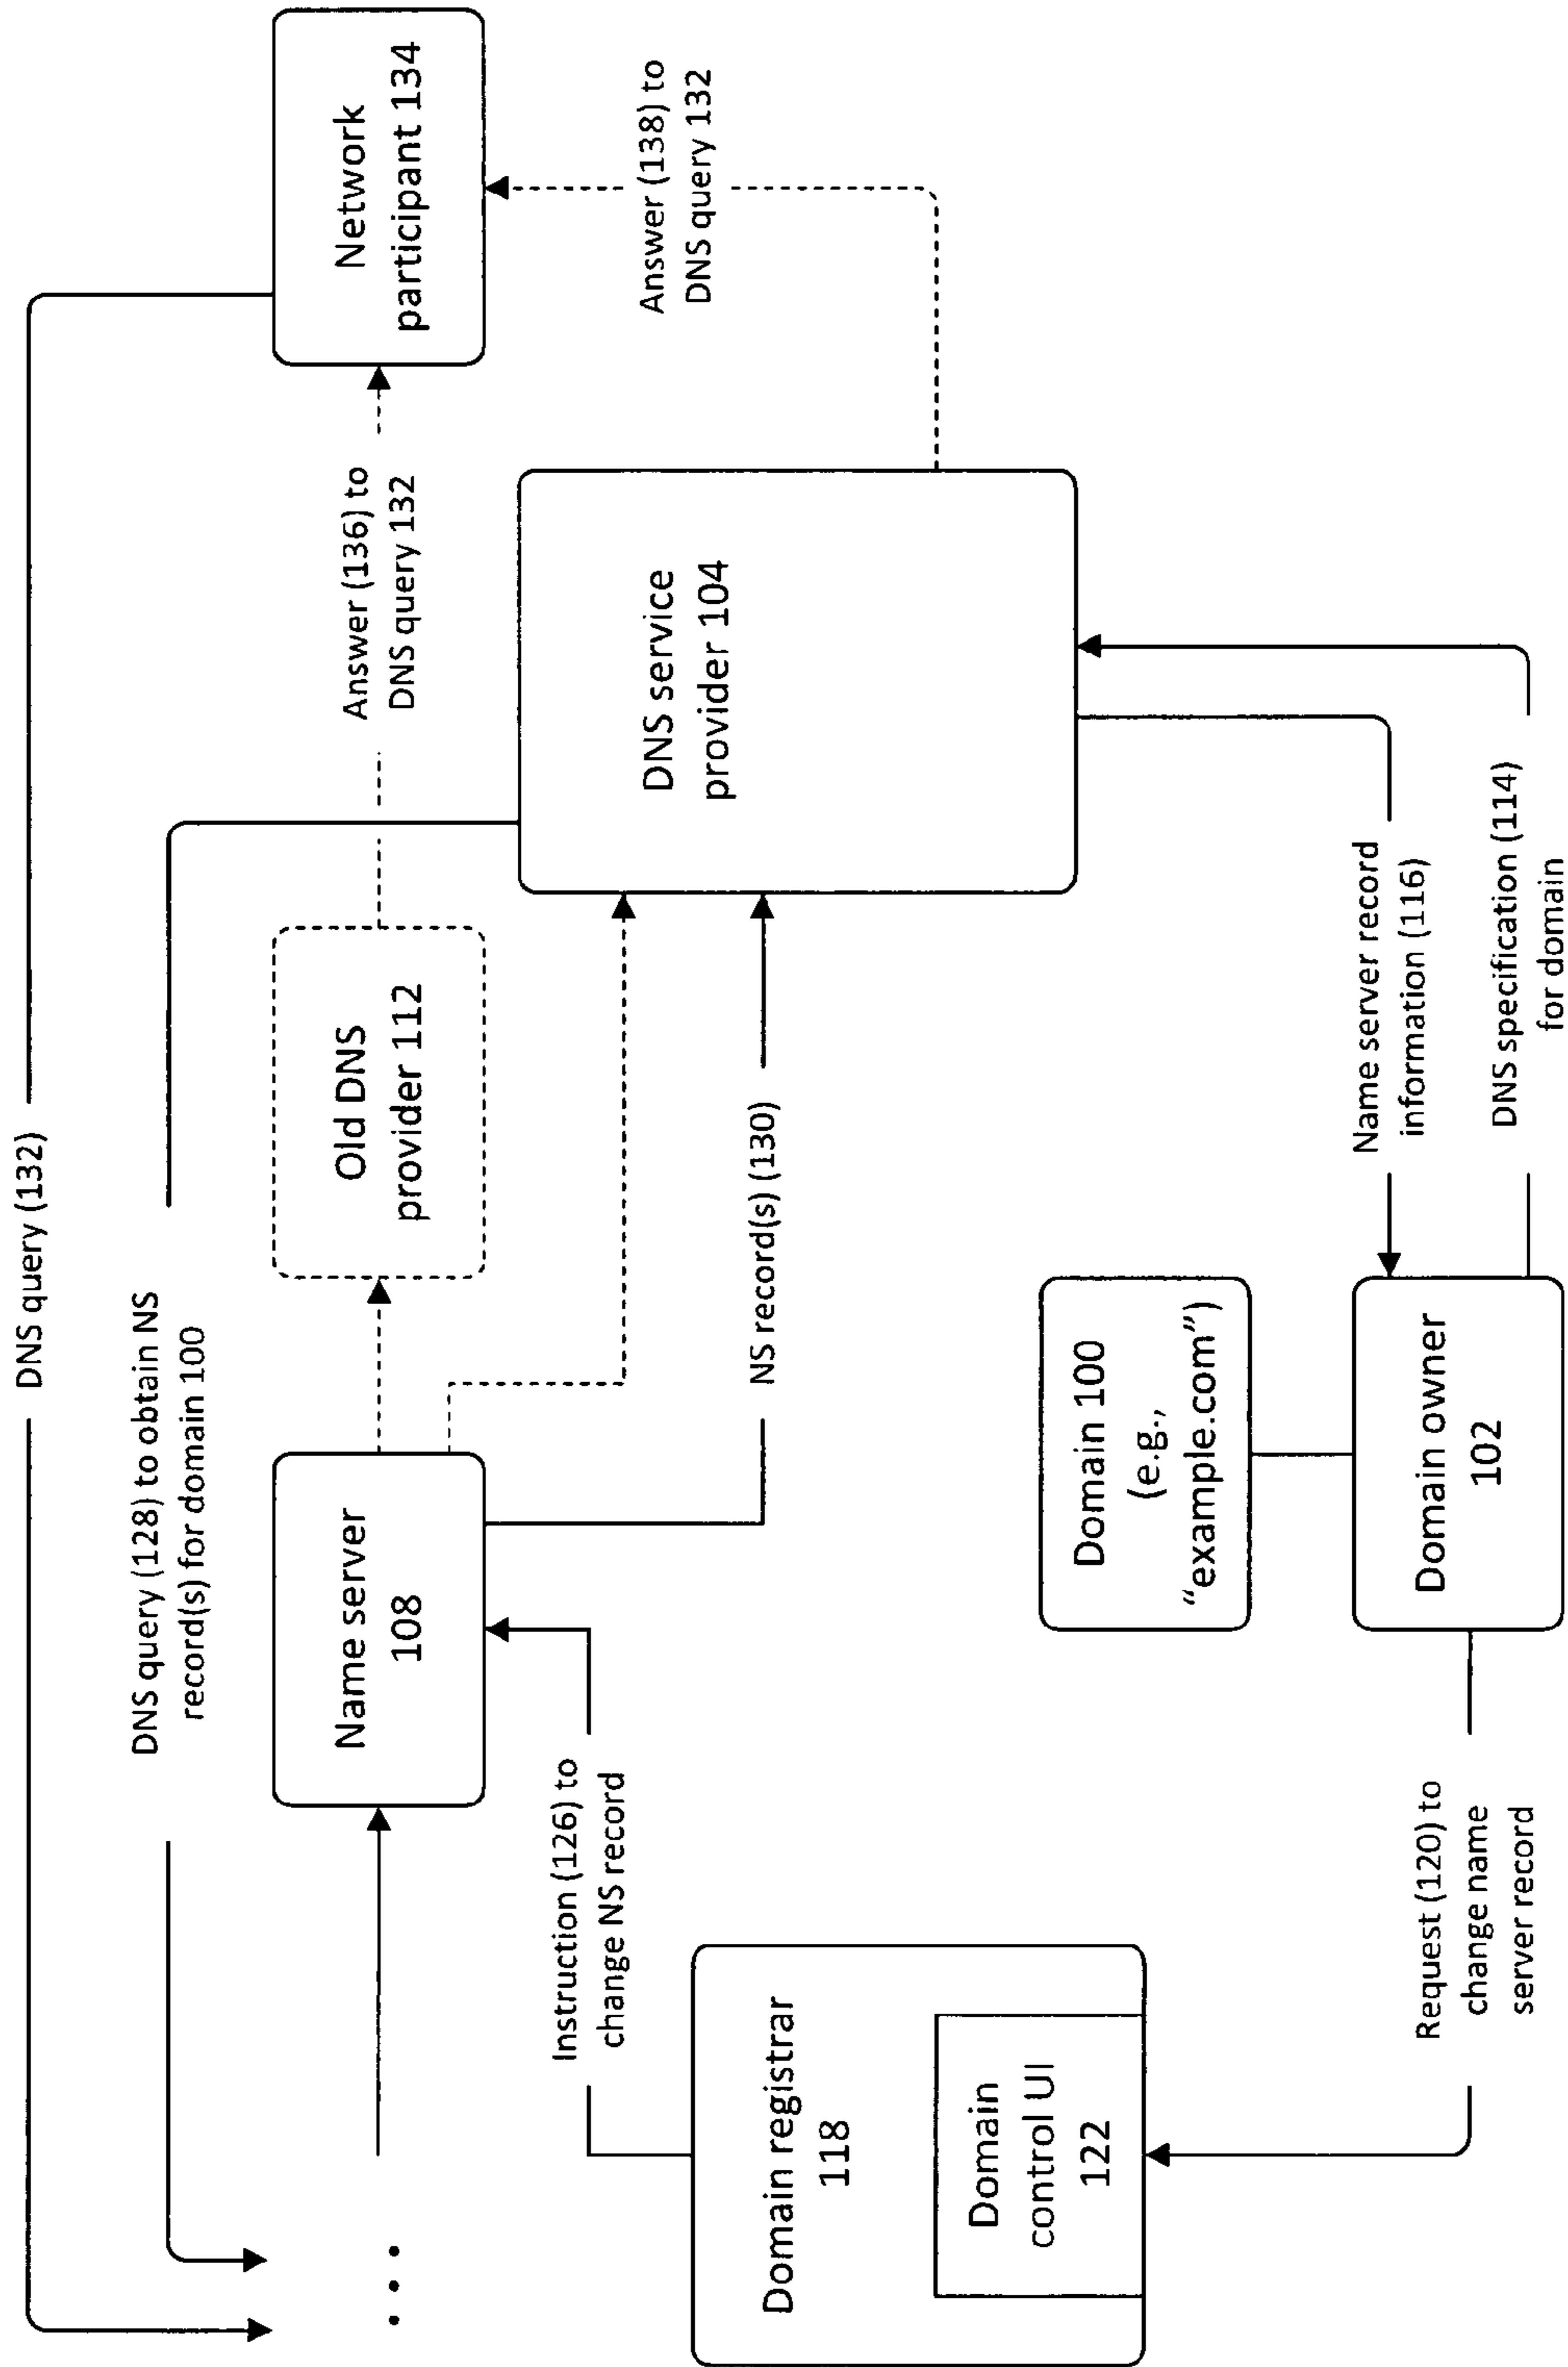 DNS query (132)
DNS query (128) to obtain NS
record(s) for domain 100
Name server
108
Old DNS
provider 112
Answer (136) to
DNS query 132
Network
participant 134
Instruction (126) to
change NS record
NS record(s) (130)
DNS service
provider 104
Answer (138) to
DNS query 132
Domain registrar
118
Domain
control UI
122
Domain 100
(e.g.,
“example.com”)
Request (120) to
change name
server record
Domain owner
102
Name server record
information (116)
DNS specification (114)
for domain